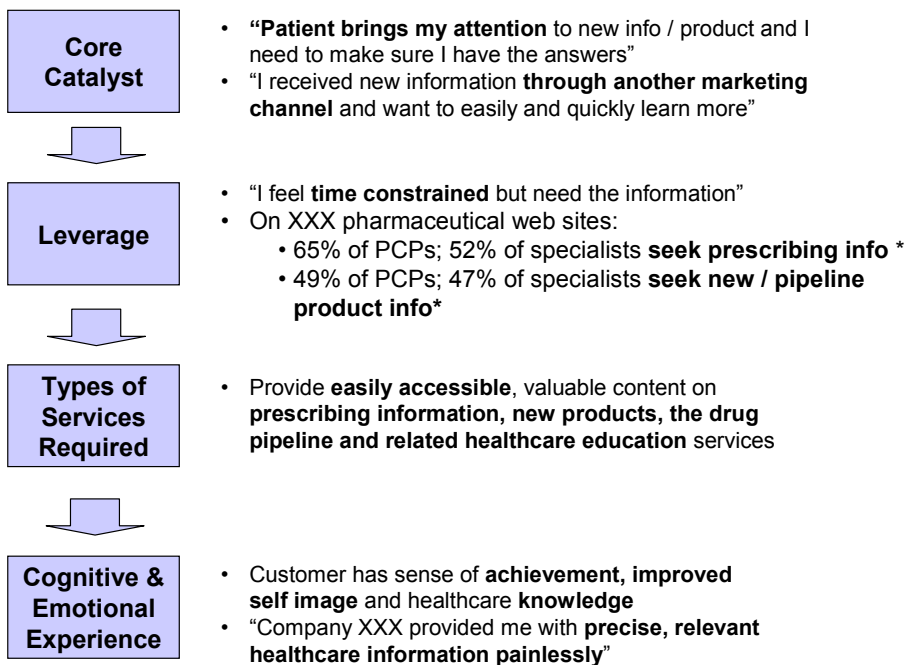 Core
Catalyst
• “Patient brings my attention to new info / product and I
need to make sure I have the answers”
• “I received new information through another marketing
channel and want to easily and quickly learn more”
Leverage
• “I feel time constrained but need the information”
• On XXX pharmaceutical web sites:
• 65% of PCPs; 52% of specialists seek prescribing info *
• 49% of PCPs; 47% of specialists seek new / pipeline
product info*
Types of
Services
Required
• Provide easily accessible, valuable content on
prescribing information, new products, the drug
pipeline and related healthcare education services
Cognitive &
Emotional
Experience
• Customer has sense of achievement, improved
self image and healthcare knowledge
• “Company XXX provided me with precise, relevant
healthcare information painlessly”